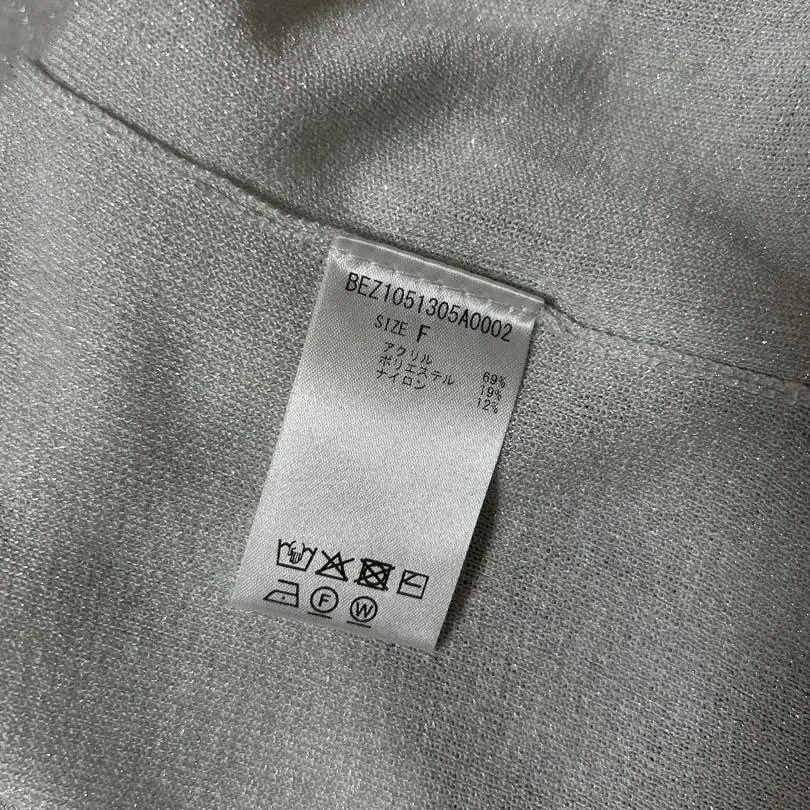 BEZ1051305A0002
SIZE F
アクリル 69%
ポリエステル 19%
ナイロン 12%
F W